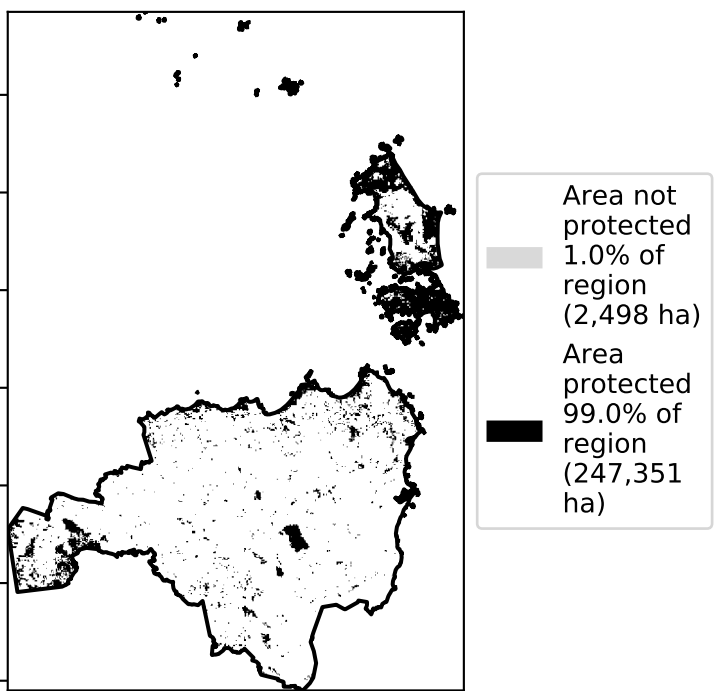 Area not
protected
1.0% of
region
(2,498 ha)
Area
protected
99.0% of
region
(247,351
ha)